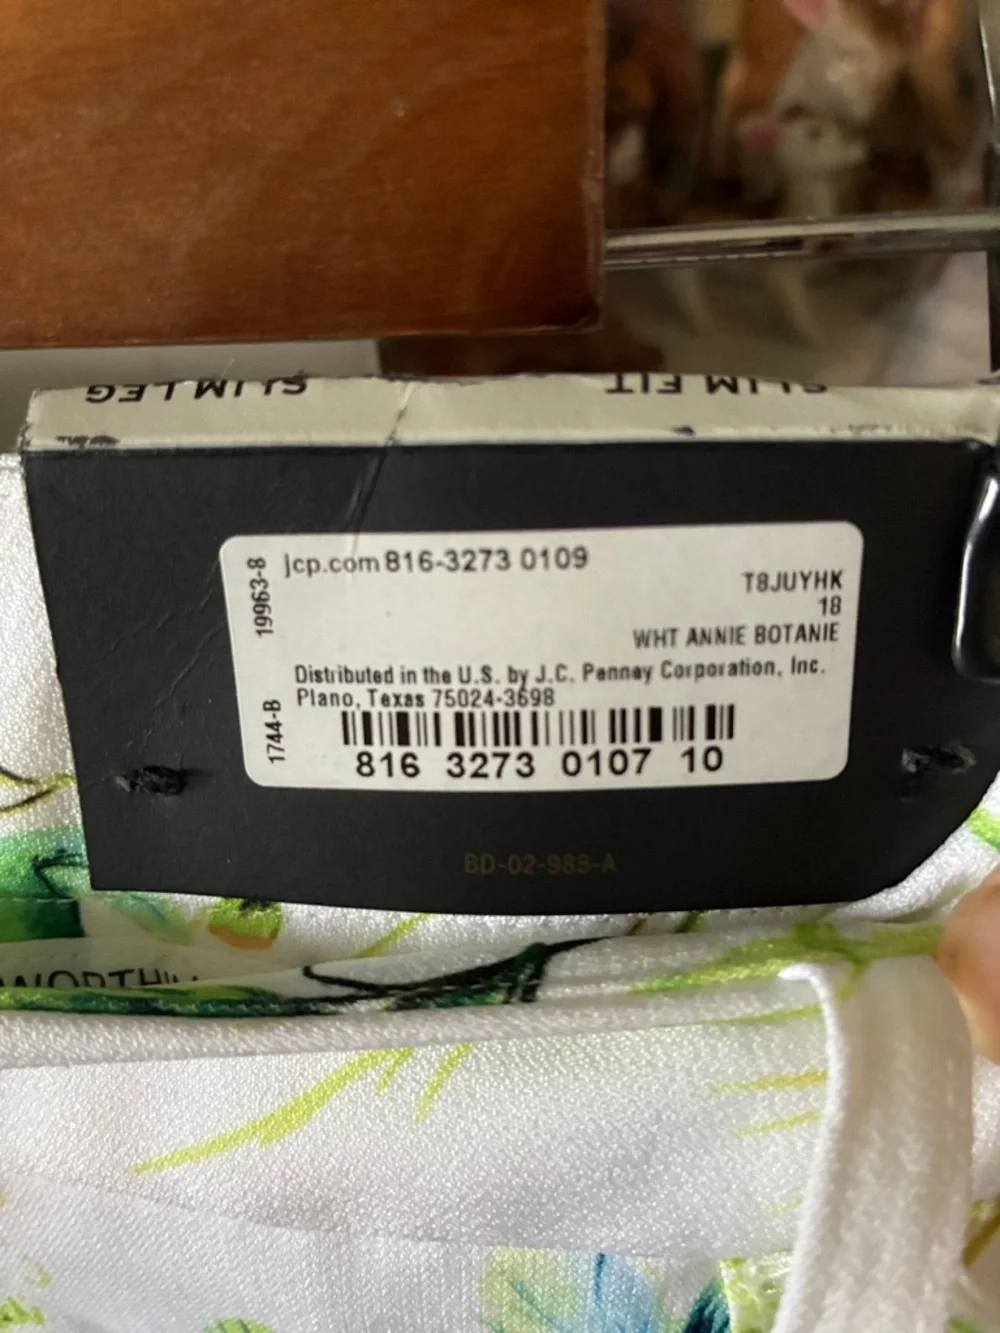 SLIM LEG
SLIM FIT
19963-8
jcp.com 816-3273 0109
T8JUYHK
18
WHT ANNIE BOTANIE
Distributed in the U.S. by J.C. Penney Corporation, Inc.
Plano, Texas 75024-3698
1744-B
816 3273 0107 10
BD-02-988-A
WORTHIN